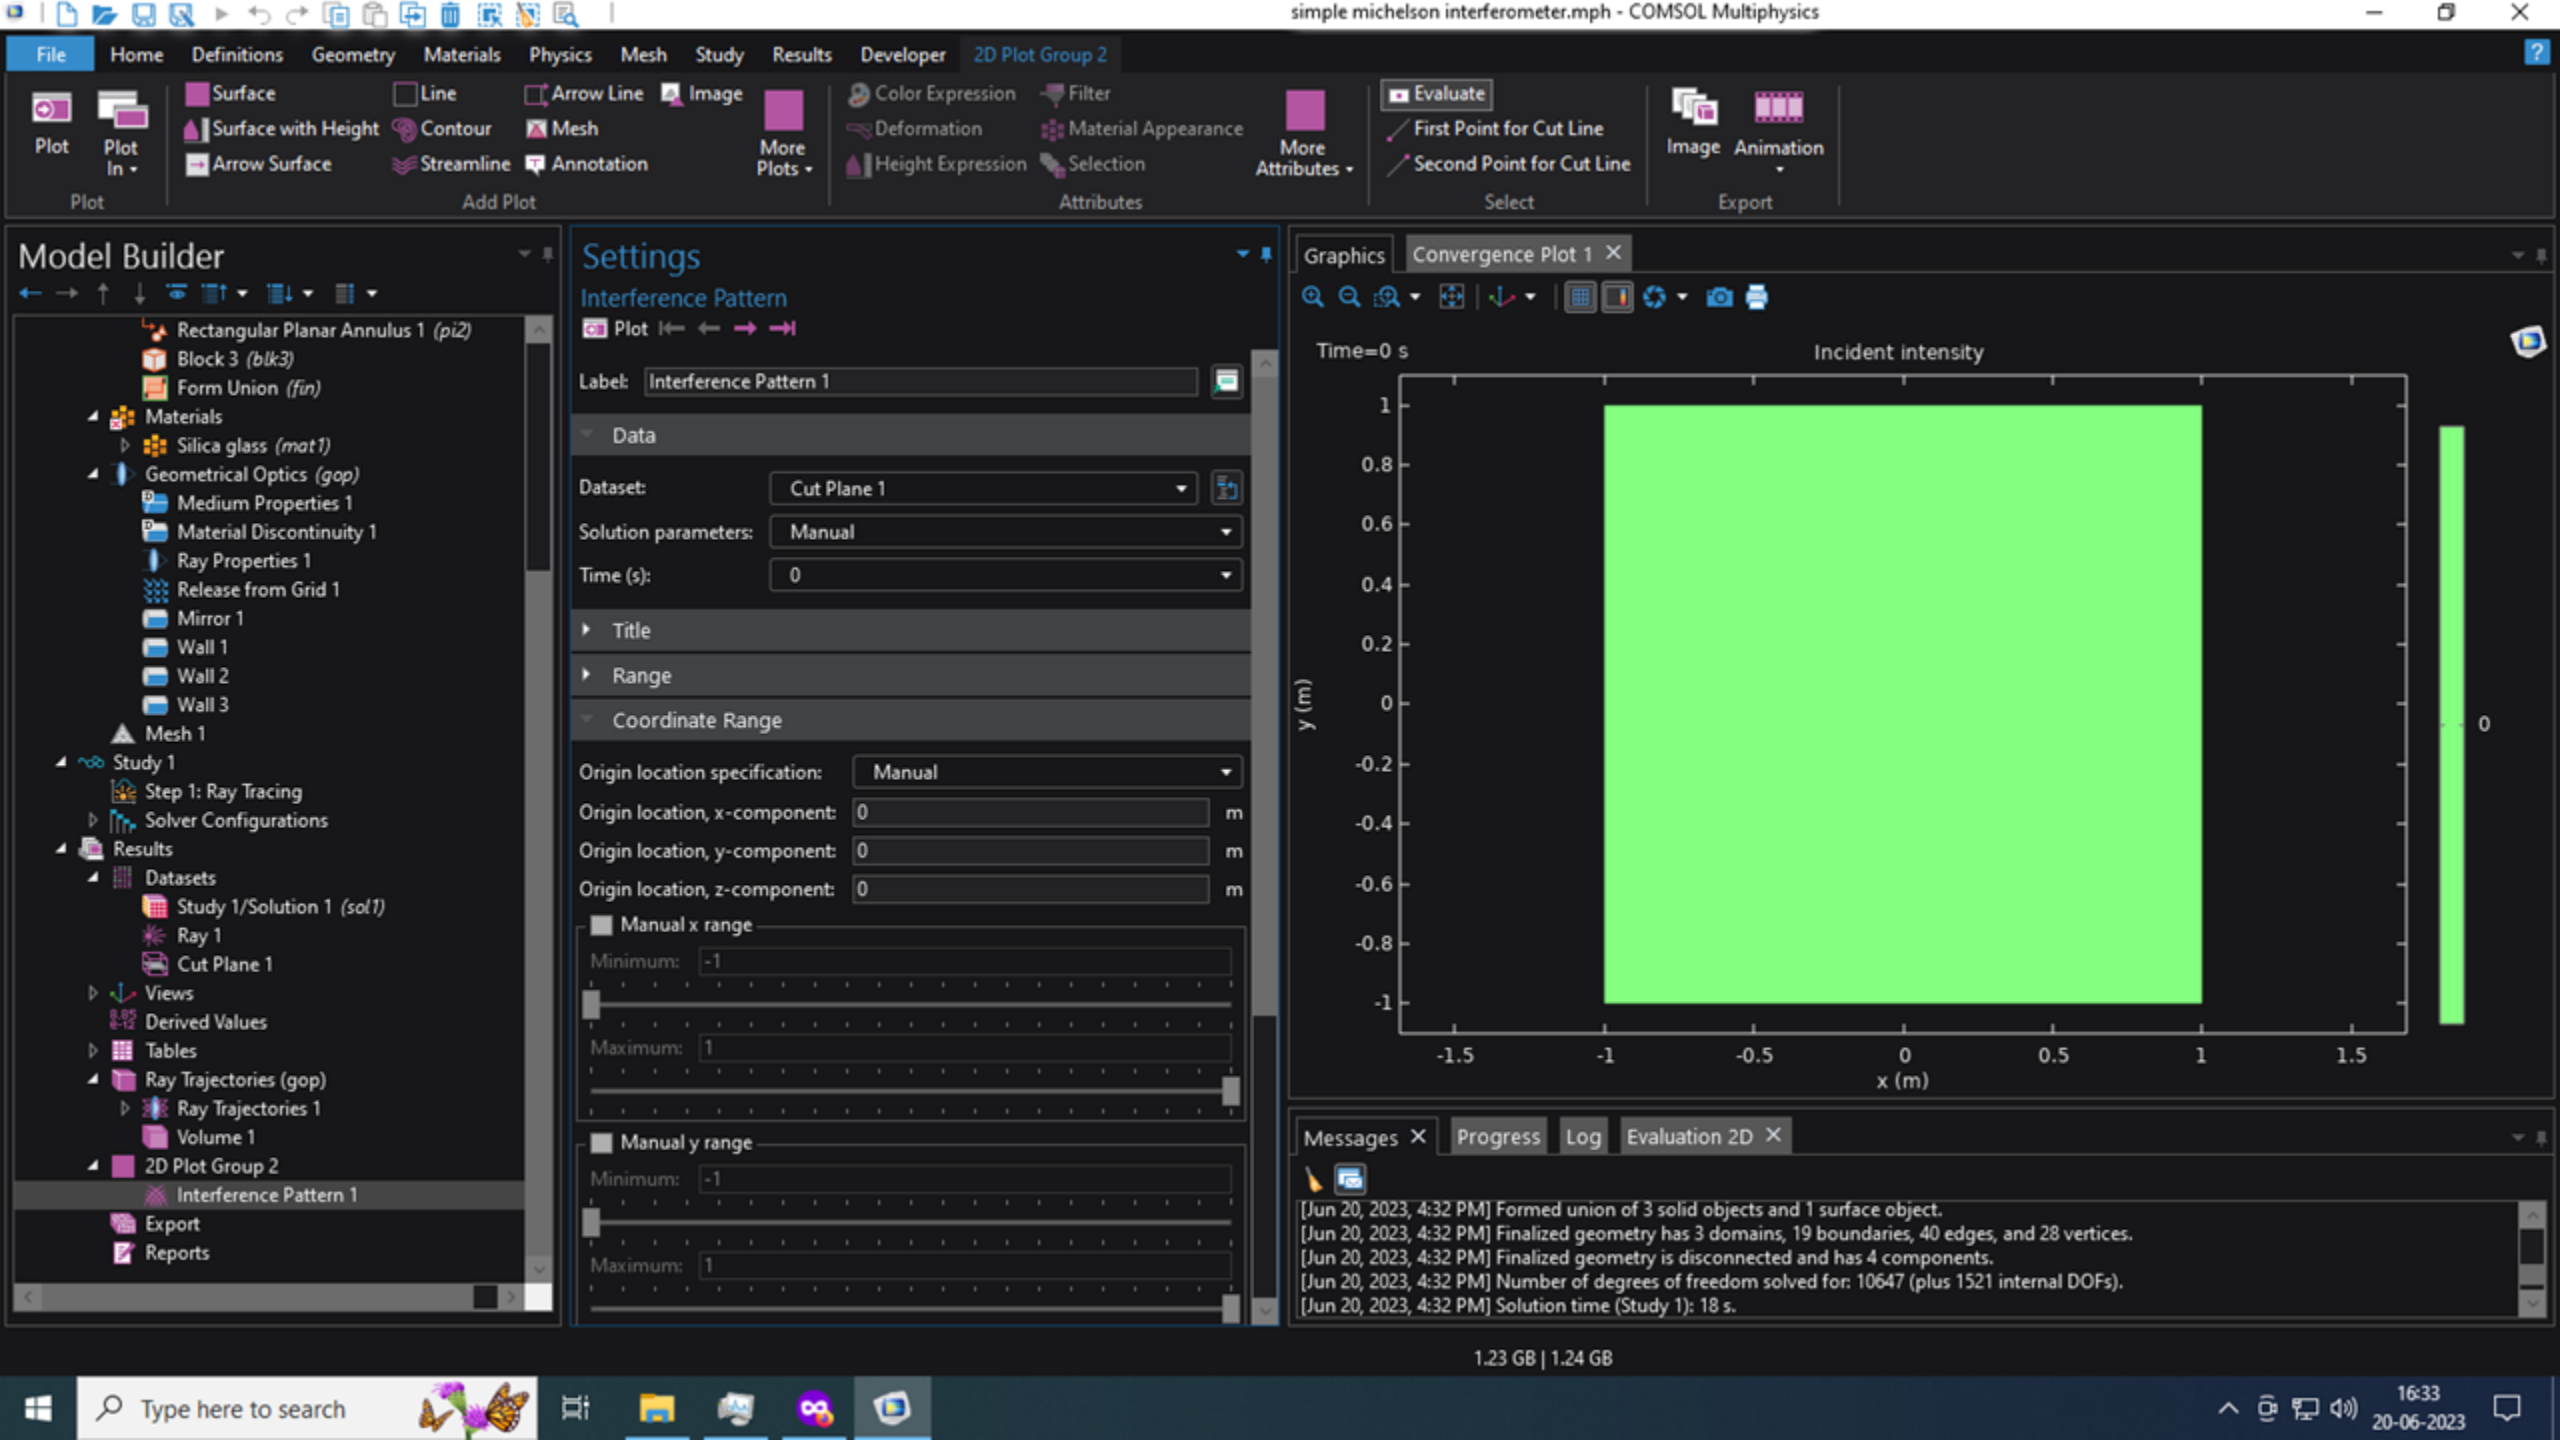 simple michelson interferometer.mph - COMSOL Multiphysics
File Home Definitions Geometry Materials Physics Mesh Study Results Developer 2D Plot Group 2 ?
Plot
Plot In
Plot
Surface
Surface with Height
Arrow Surface
Line
Contour
Streamline
Arrow Line
Mesh
Annotation
Image
More Plots
Add Plot
Color Expression
Deformation
Height Expression
Filter
Material Appearance
Selection
More Attributes
Attributes
Evaluate
First Point for Cut Line
Second Point for Cut Line
Select
Image
Animation
Export
Model Builder
Rectangular Planar Annulus 1 (pi2)
Block 3 (blk3)
Form Union (fin)
Materials
Silica glass (mat1)
Geometrical Optics (gop)
Medium Properties 1
Material Discontinuity 1
Ray Properties 1
Release from Grid 1
Mirror 1
Wall 1
Wall 2
Wall 3
Mesh 1
Study 1
Step 1: Ray Tracing
Solver Configurations
Results
Datasets
Study 1/Solution 1 (sol1)
Ray 1
Cut Plane 1
Views
Derived Values
Tables
Ray Trajectories (gop)
Ray Trajectories 1
Volume 1
2D Plot Group 2
Interference Pattern 1
Export
Reports
Settings
Interference Pattern
Plot
Label: Interference Pattern 1
Data
Dataset: Cut Plane 1
Solution parameters: Manual
Time (s): 0
Title
Range
Coordinate Range
Origin location specification: Manual
Origin location, x-component: 0 m
Origin location, y-component: 0 m
Origin location, z-component: 0 m
Manual x range
Minimum: -1
Maximum: 1
Manual y range
Minimum: -1
Maximum: 1
Graphics Convergence Plot 1
Time=0 s Incident intensity
1
0.8
0.6
0.4
0.2
0
-0.2
-0.4
-0.6
-0.8
-1
y (m)
-1.5 -1 -0.5 0 0.5 1 1.5
x (m)
0
Messages Progress Log Evaluation 2D
[Jun 20, 2023, 4:32 PM] Formed union of 3 solid objects and 1 surface object.
[Jun 20, 2023, 4:32 PM] Finalized geometry has 3 domains, 19 boundaries, 40 edges, and 28 vertices.
[Jun 20, 2023, 4:32 PM] Finalized geometry is disconnected and has 4 components.
[Jun 20, 2023, 4:32 PM] Number of degrees of freedom solved for: 10647 (plus 1521 internal DOFs).
[Jun 20, 2023, 4:32 PM] Solution time (Study 1): 18 s.
1.23 GB | 1.24 GB
Type here to search
16:33
20-06-2023